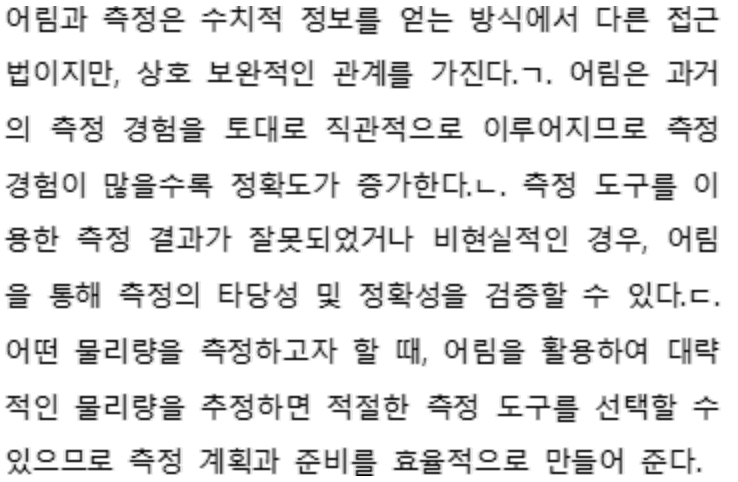 어림과 측정은 수치적 정보를 얻는 방식에서 다른 접근
법이지만, 상호 보완적인 관계를 가진다.ㄱ. 어림은 과거
의 측정 경험을 토대로 직관적으로 이루어지므로 측정
경험이 많을수록 정확도가 증가한다.ㄴ. 측정 도구를 이
용한 측정 결과가 잘못되었거나 비현실적인 경우, 어림
을 통해 측정의 타당성 및 정확성을 검증할 수 있다.ㄷ.
어떤 물리량을 측정하고자 할 때, 어림을 활용하여 대략
적인 물리량을 추정하면 적절한 측정 도구를 선택할 수
있으므로 측정 계획과 준비를 효율적으로 만들어 준다.